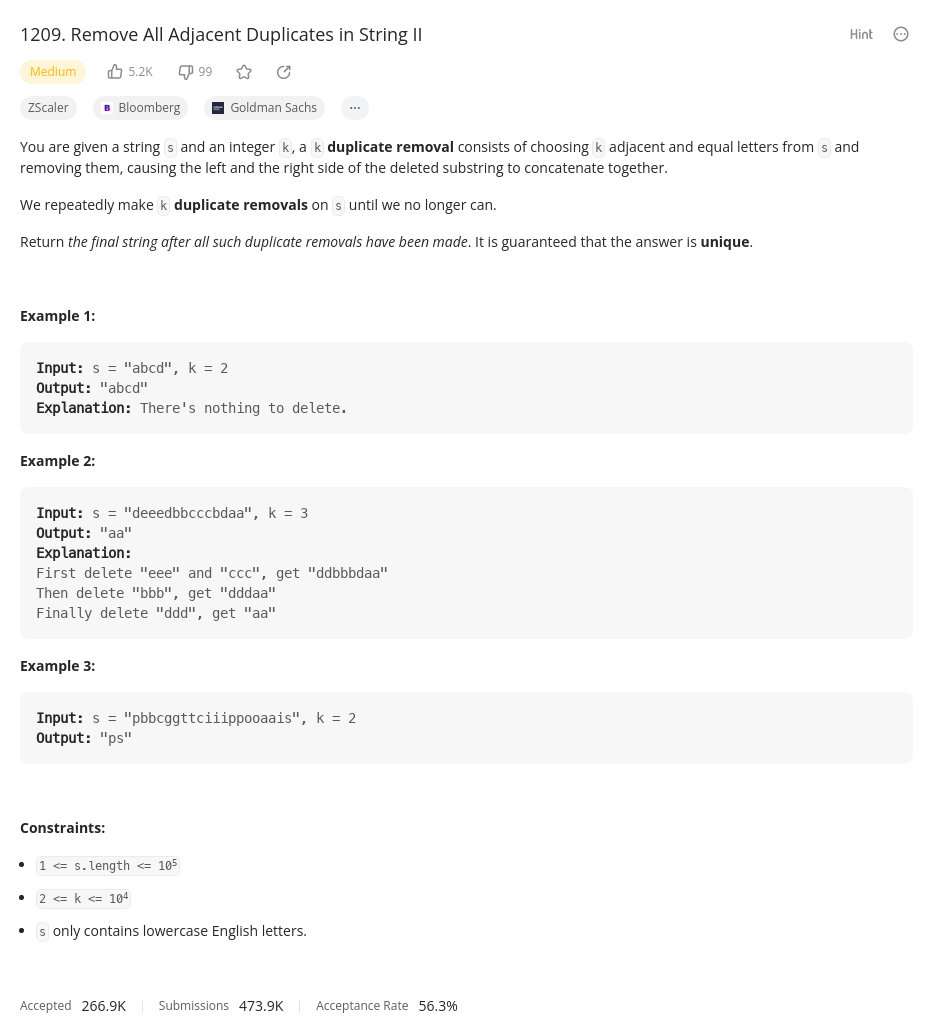 1209. Remove All Adjacent Duplicates in String II
Hint
Medium
5.2K
99
ZScaler
B Bloomberg
Goldman Sachs
You are given a string s and an integer k, a k duplicate removal consists of choosing k adjacent and equal letters from s and
removing them, causing the left and the right side of the deleted substring to concatenate together.
We repeatedly make k duplicate removals on s until we no longer can.
Return the final string after all such duplicate removals have been made. It is guaranteed that the answer is unique.
Example 1:
Input: s = "abcd", k = 2
Output: "abcd"
Explanation: There's nothing to delete.
Example 2:
Input: s = "deeedbbcccbdaa", k = 3
Output: "aa"
Explanation:
First delete "eee" and "ccc", get "ddbbbdaa"
Then delete "bbb", get "dddaa"
Finally delete "ddd", get "aa"
Example 3:
Input: s = "pbbcggttciiippooaais", k = 2
Output: "ps"
Constraints:
1 <= s.length <= 10⁵
2 <= k <= 10⁴
s only contains lowercase English letters.
Accepted 266.9K
Submissions 473.9K
Acceptance Rate 56.3%